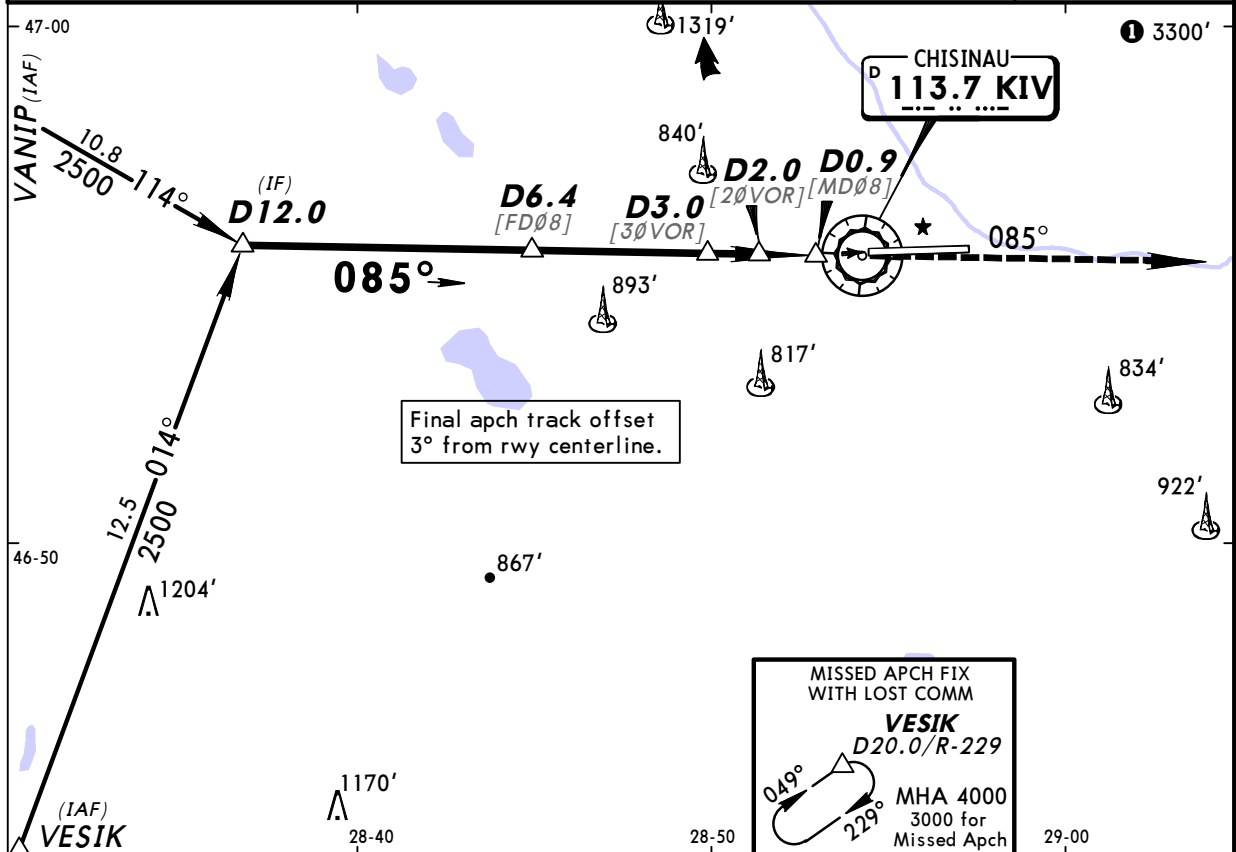 47-00
1319'
❶ 3300'
CHISINAU
D 113.7 KIV
VANIP (IAF)
10.8
2500
114°
840'
(IF)
D12.0
D6.4
[FDØ8]
D3.0
[3ØVOR]
D2.0
[2ØVOR]
D0.9
[MDØ8]
085°
085°
893'
817'
834'
Final apch track offset
3° from rwy centerline.
014°
12.5
2500
922'
46-50
867'
1204'
MISSED APCH FIX
WITH LOST COMM
VESIK
D20.0/R-229
049°
229°
MHA 4000
3000 for
Missed Apch
1170'
(IAF)
VESIK
28-40
28-50
29-00